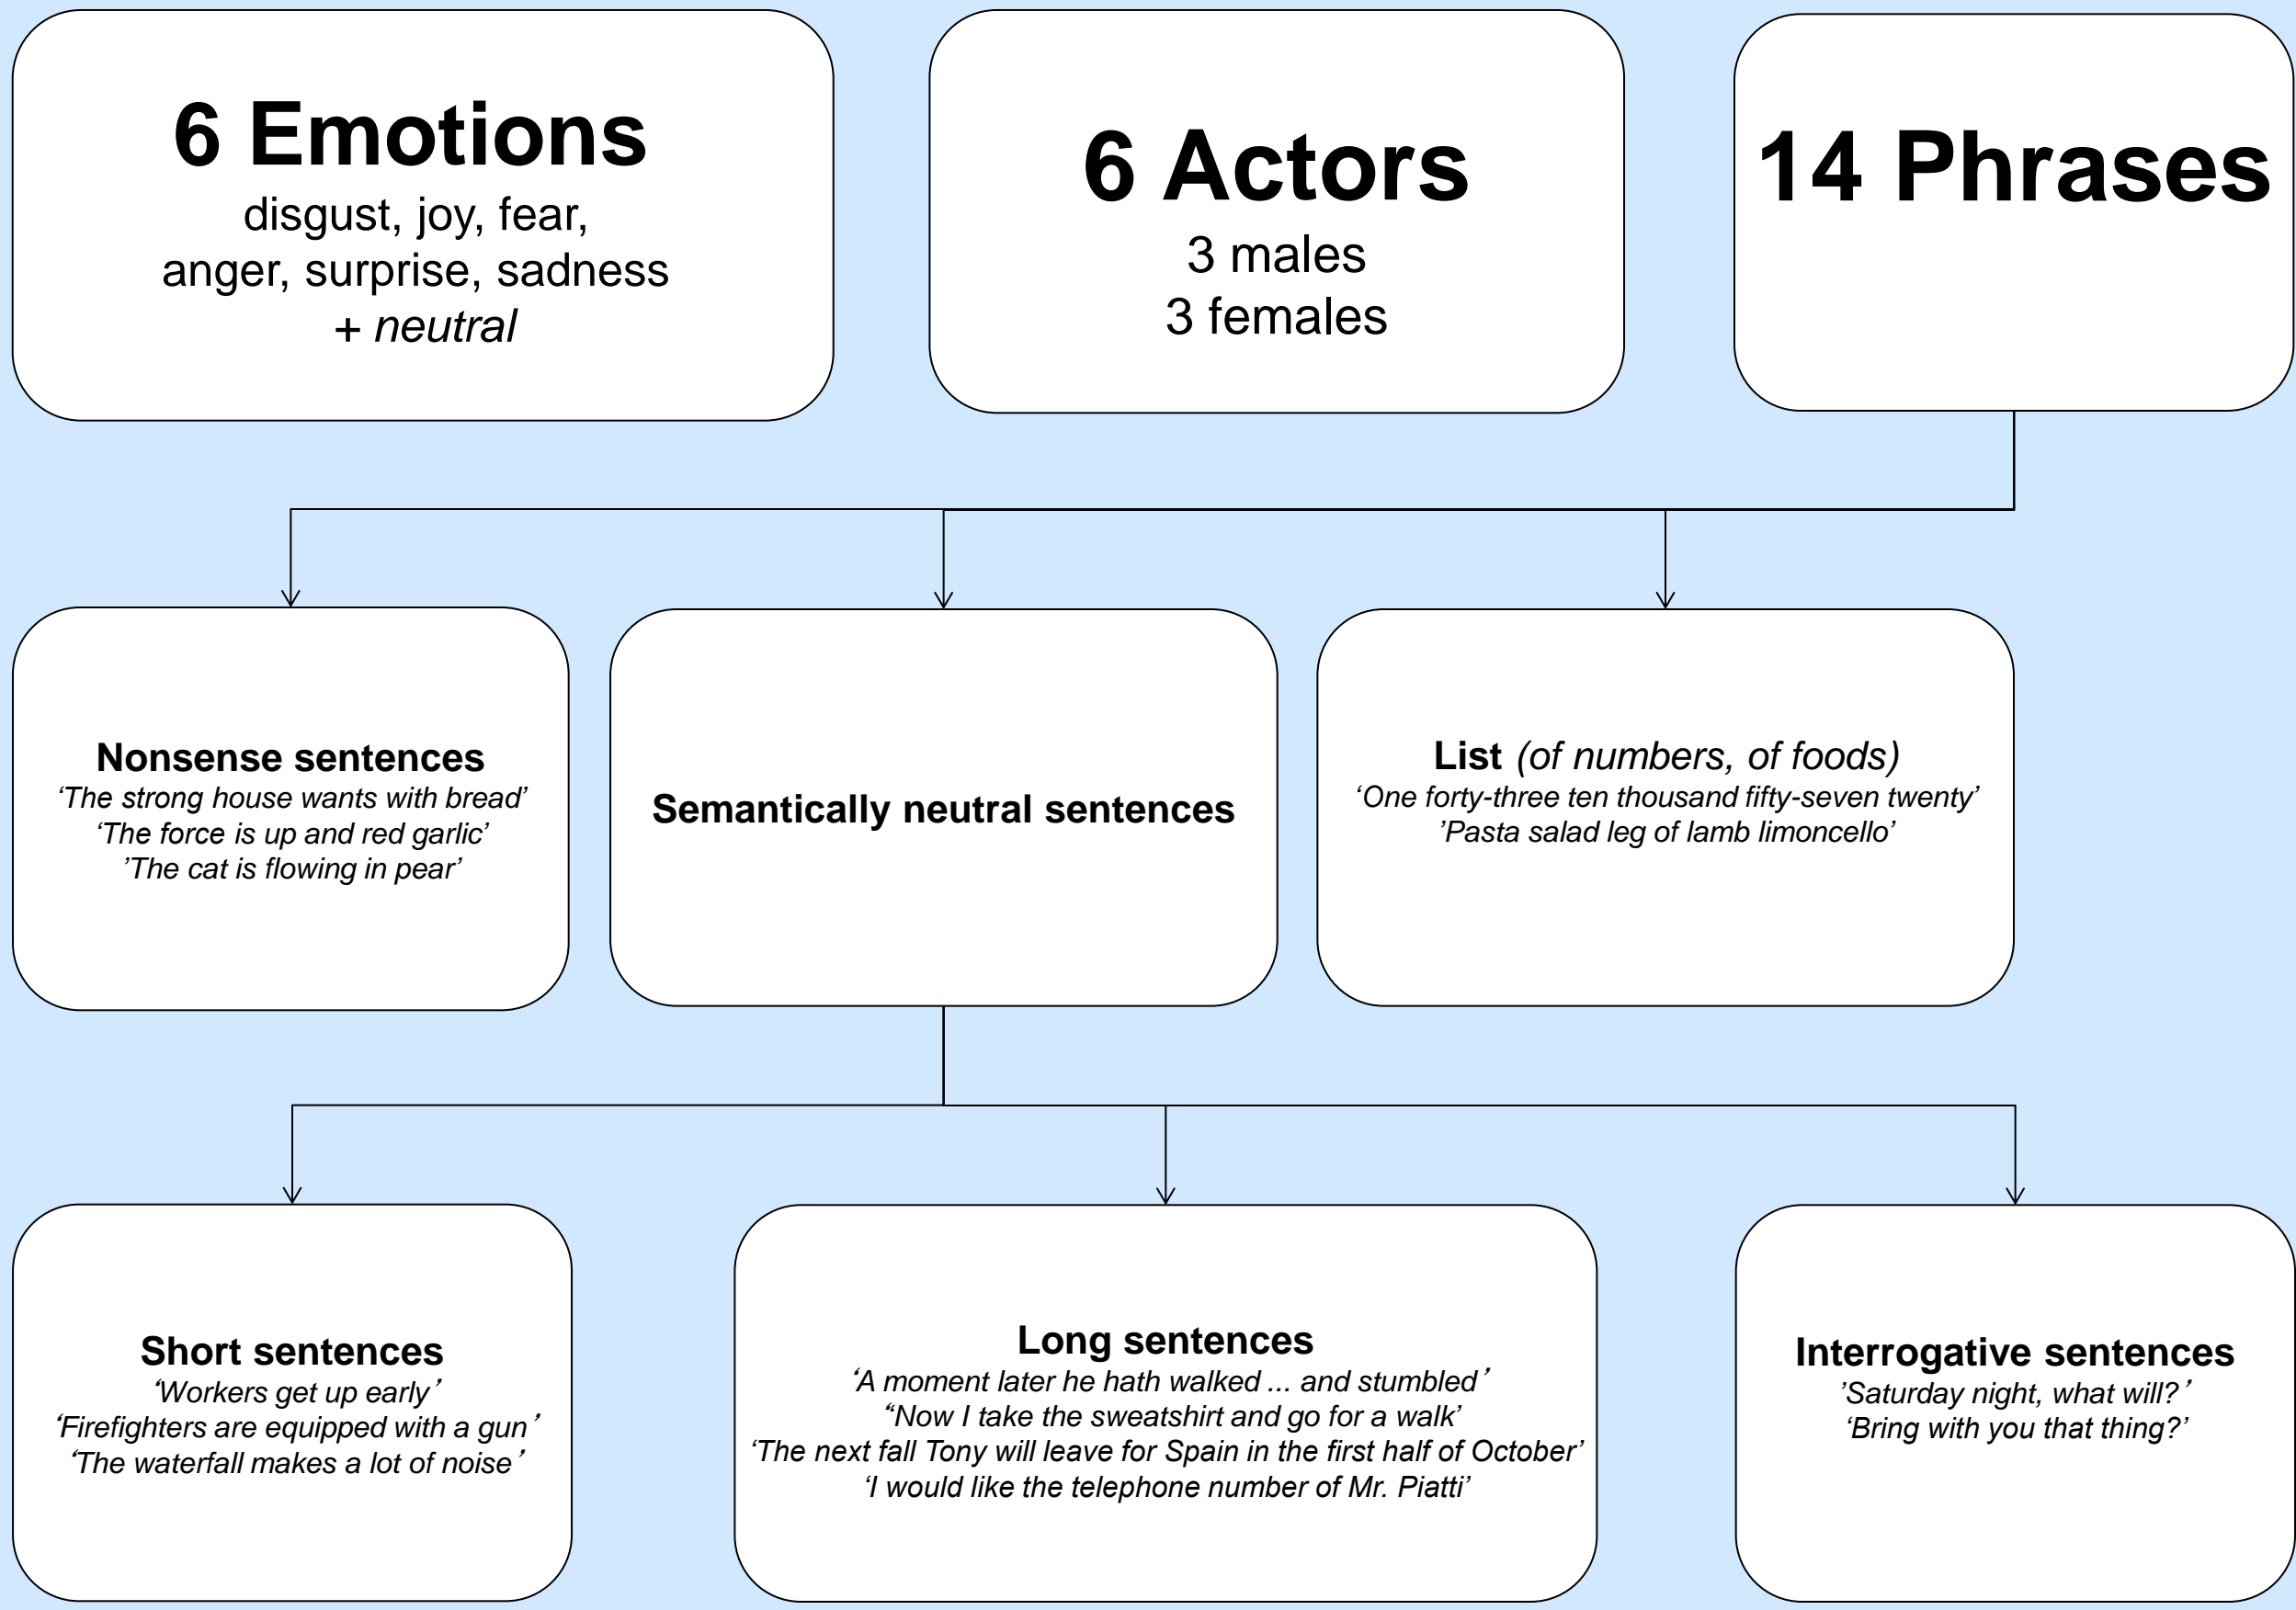 6 Emotions
disgust, joy, fear,
anger, surprise, sadness
+ neutral
6 Actors
3 males
3 females
14 Phrases
Nonsense sentences
‘The strong house wants with bread’
‘The force is up and red garlic’
’The cat is flowing in pear’
Semantically neutral sentences
List (of numbers, of foods)
‘One forty-three ten thousand fifty-seven twenty’
’Pasta salad leg of lamb limoncello’
Short sentences
‘Workers get up early’
‘Firefighters are equipped with a gun’
‘The waterfall makes a lot of noise’
Long sentences
‘A moment later he hath walked ... and stumbled’
“Now I take the sweatshirt and go for a walk’
‘The next fall Tony will leave for Spain in the first half of October’
‘I would like the telephone number of Mr. Piatti’
Interrogative sentences
’Saturday night, what will?’
‘Bring with you that thing?’